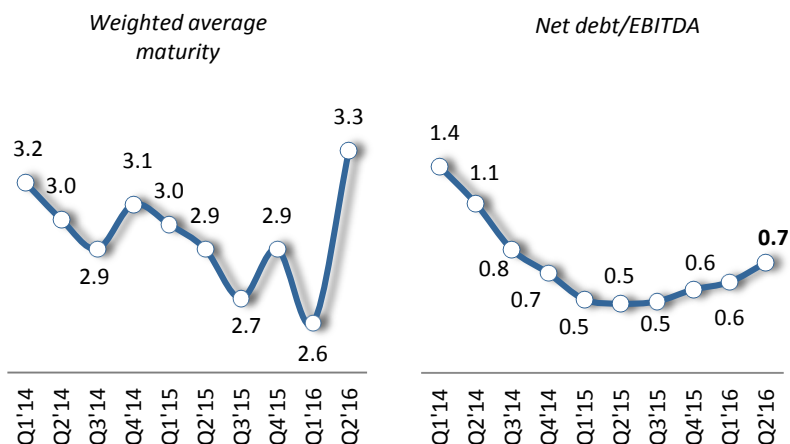 Weighted average
maturity
3.2
3.0
2.9
3.1
3.0
2.9
2.7
2.9
2.6
3.3
Q1'14
Q2'14
Q3'14
Q4'14
Q1'15
Q2'15
Q3'15
Q4'15
Q1'16
Q2'16
Net debt/EBITDA
1.4
1.1
0.8
0.7
0.5
0.5
0.5
0.6
0.6
0.7
Q1'14
Q2'14
Q3'14
Q4'14
Q1'15
Q2'15
Q3'15
Q4'15
Q1'16
Q2'16